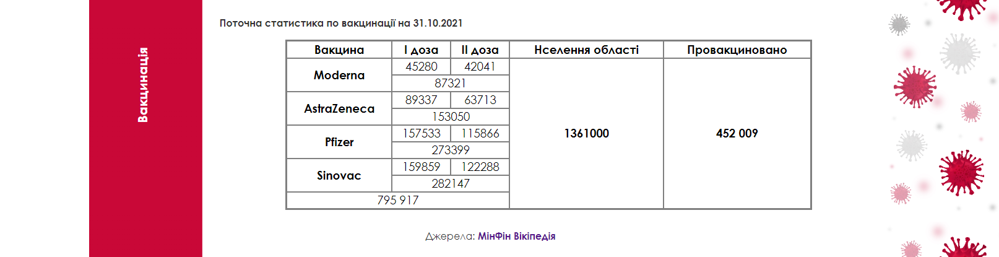 Вакцинація
Поточна статистика по вакцинації на 31.10.2021
Вакцина I доза II доза Нселення області Провакциновано
Moderna 45280 42041
87321
AstraZeneca 89337 63713
153050
Pfizer 157533 115866
273399
1361000 452 009
Sinovac 159859 122288
282147
795 917
Джерела: МінФін Вікіпедія